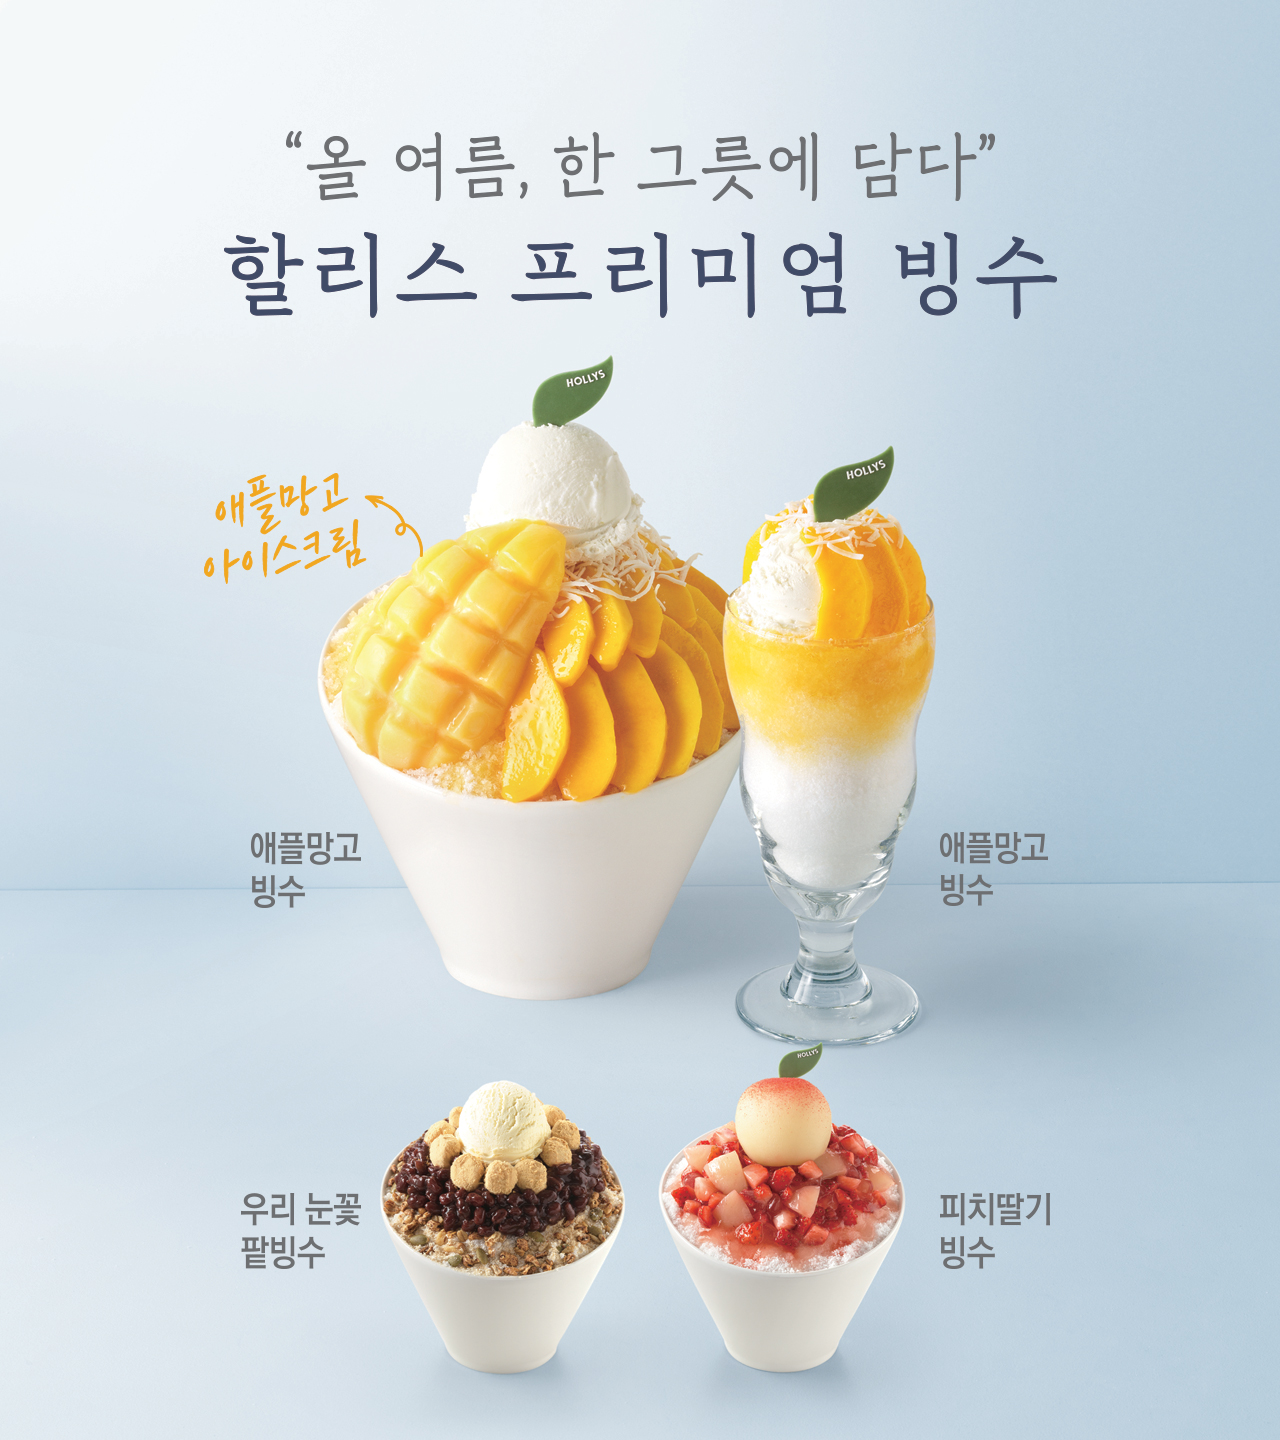 “올 여름, 한 그릇에 담다”
할리스 프리미엄 빙수
HOLLYS
HOLLYS
애플망고
아이스크림
애플망고
빙수
애플망고
빙수
HOLLYS
우리 눈꽃
팥빙수
피치딸기
빙수